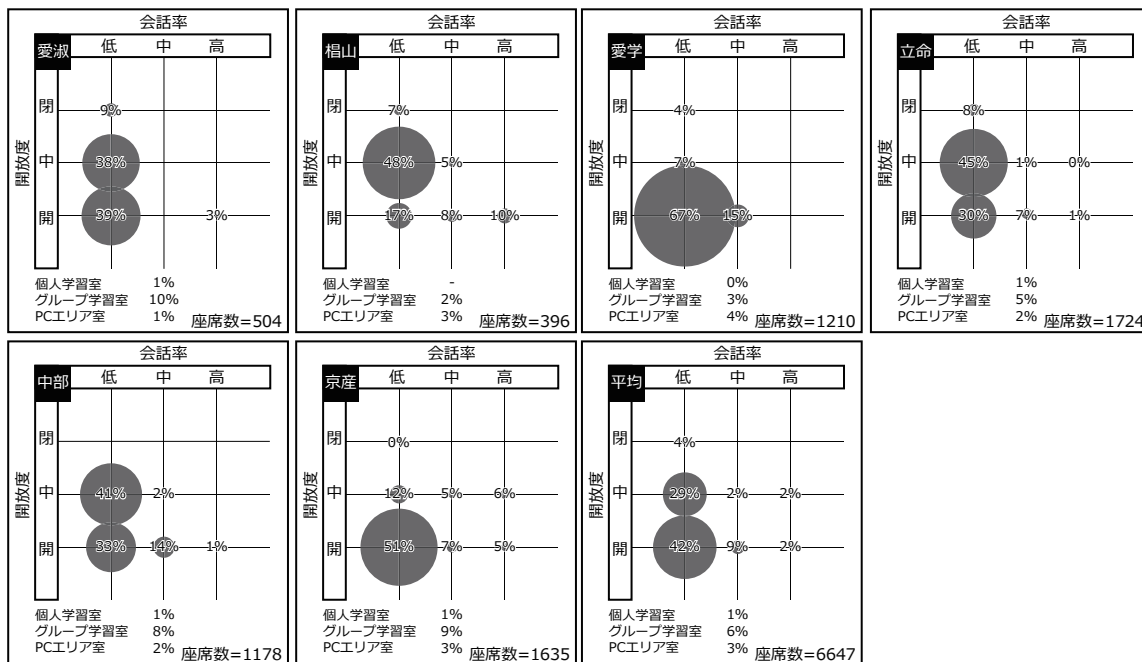 会話率
愛淑 低 中 高
開放度
閉 9%
中 38%
開 39% 3%
個人学習室 1%
グループ学習室 10%
PCエリア室 1% 座席数=504
会話率
椙山 低 中 高
開放度
閉 7%
中 48% 5%
開 17% 8% 10%
個人学習室 -
グループ学習室 2%
PCエリア室 3% 座席数=396
会話率
愛学 低 中 高
開放度
閉 4%
中 7%
開 67% 15%
個人学習室 0%
グループ学習室 3%
PCエリア室 4% 座席数=1210
会話率
立命 低 中 高
開放度
閉 8%
中 45% 1% 0%
開 30% 7% 1%
個人学習室 1%
グループ学習室 5%
PCエリア室 2% 座席数=1724
会話率
中部 低 中 高
開放度
閉
中 41% 2%
開 33% 14% 1%
個人学習室 1%
グループ学習室 8%
PCエリア室 2% 座席数=1178
会話率
京産 低 中 高
開放度
閉 0%
中 12% 5% 6%
開 51% 7% 5%
個人学習室 1%
グループ学習室 9%
PCエリア室 3% 座席数=1635
会話率
平均 低 中 高
開放度
閉 4%
中 29% 2% 2%
開 42% 9% 2%
個人学習室 1%
グループ学習室 6%
PCエリア室 3% 座席数=6647